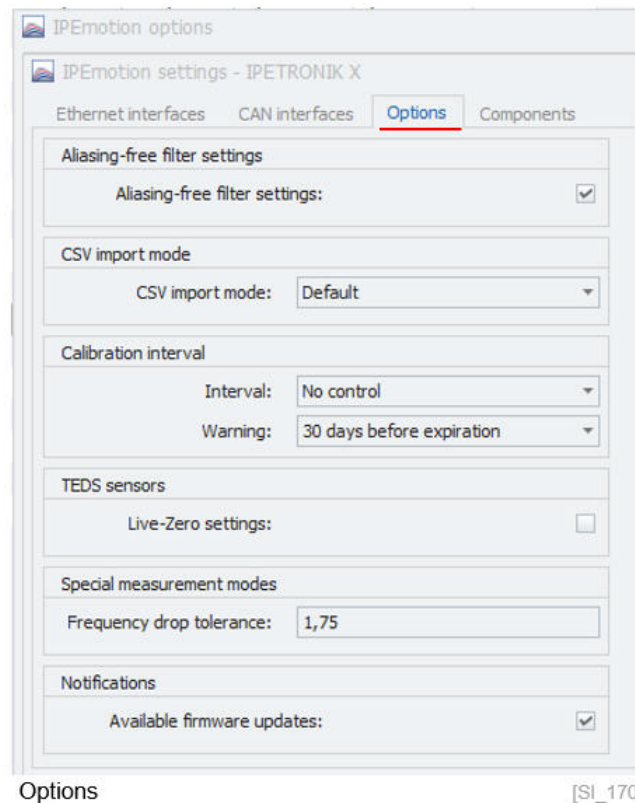 IPEmotion options
IPEmotion settings - IPETRONIK X
Ethernet interfaces CAN interfaces Options Components
Aliasing-free filter settings
Aliasing-free filter settings:
CSV import mode
CSV import mode: Default
Calibration interval
Interval: No control
Warning: 30 days before expiration
TEDS sensors
Live-Zero settings:
Special measurement modes
Frequency drop tolerance: 1,75
Notifications
Available firmware updates:
Options [SI_170